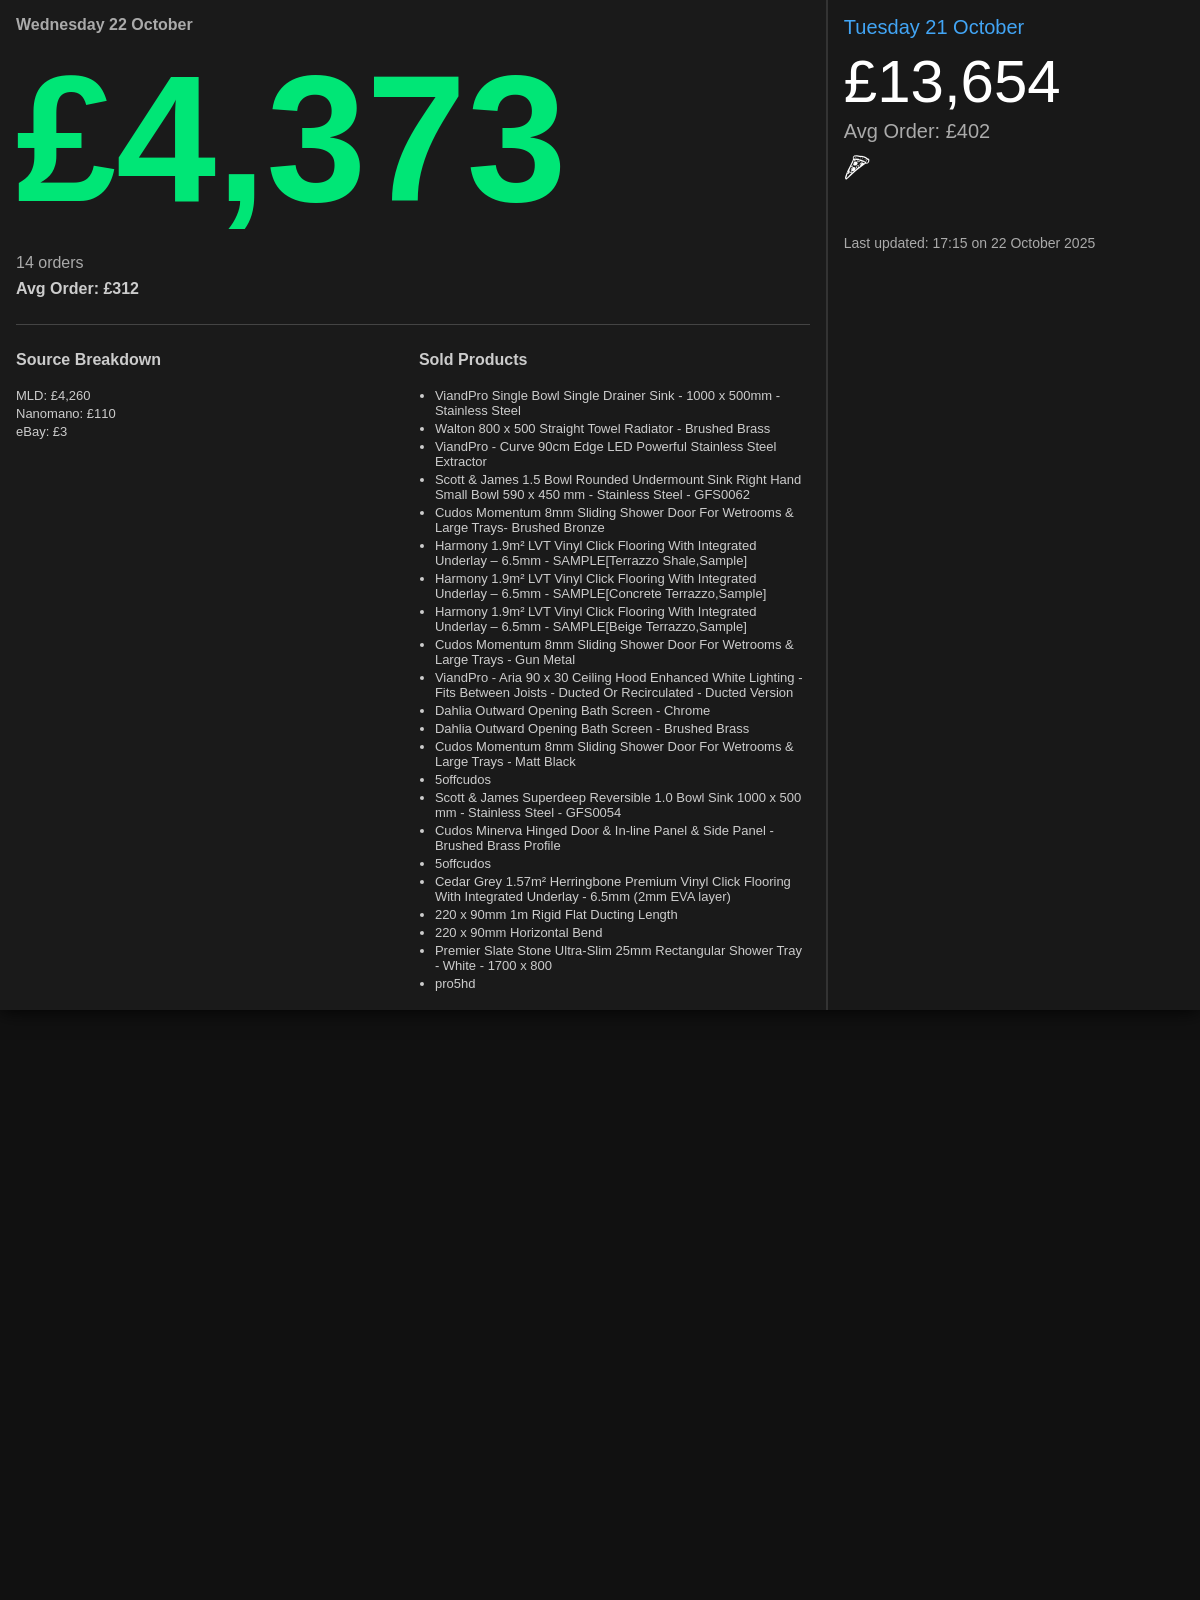 Wednesday 22 October
£4,373
14 orders
Avg Order: £312
Source Breakdown
MLD: £4,260
Nanomano: £110
eBay: £3
Sold Products
• ViandPro Single Bowl Single Drainer Sink - 1000 x 500mm -
Stainless Steel
• Walton 800 x 500 Straight Towel Radiator - Brushed Brass
• ViandPro - Curve 90cm Edge LED Powerful Stainless Steel
Extractor
• Scott & James 1.5 Bowl Rounded Undermount Sink Right Hand
Small Bowl 590 x 450 mm - Stainless Steel - GFS0062
• Cudos Momentum 8mm Sliding Shower Door For Wetrooms &
Large Trays- Brushed Bronze
• Harmony 1.9m² LVT Vinyl Click Flooring With Integrated
Underlay – 6.5mm - SAMPLE[Terrazzo Shale,Sample]
• Harmony 1.9m² LVT Vinyl Click Flooring With Integrated
Underlay – 6.5mm - SAMPLE[Concrete Terrazzo,Sample]
• Harmony 1.9m² LVT Vinyl Click Flooring With Integrated
Underlay – 6.5mm - SAMPLE[Beige Terrazzo,Sample]
• Cudos Momentum 8mm Sliding Shower Door For Wetrooms &
Large Trays - Gun Metal
• ViandPro - Aria 90 x 30 Ceiling Hood Enhanced White Lighting -
Fits Between Joists - Ducted Or Recirculated - Ducted Version
• Dahlia Outward Opening Bath Screen - Chrome
• Dahlia Outward Opening Bath Screen - Brushed Brass
• Cudos Momentum 8mm Sliding Shower Door For Wetrooms &
Large Trays - Matt Black
• 5offcudos
• Scott & James Superdeep Reversible 1.0 Bowl Sink 1000 x 500
mm - Stainless Steel - GFS0054
• Cudos Minerva Hinged Door & In-line Panel & Side Panel -
Brushed Brass Profile
• 5offcudos
• Cedar Grey 1.57m² Herringbone Premium Vinyl Click Flooring
With Integrated Underlay - 6.5mm (2mm EVA layer)
• 220 x 90mm 1m Rigid Flat Ducting Length
• 220 x 90mm Horizontal Bend
• Premier Slate Stone Ultra-Slim 25mm Rectangular Shower Tray
- White - 1700 x 800
• pro5hd
Tuesday 21 October
£13,654
Avg Order: £402
Last updated: 17:15 on 22 October 2025